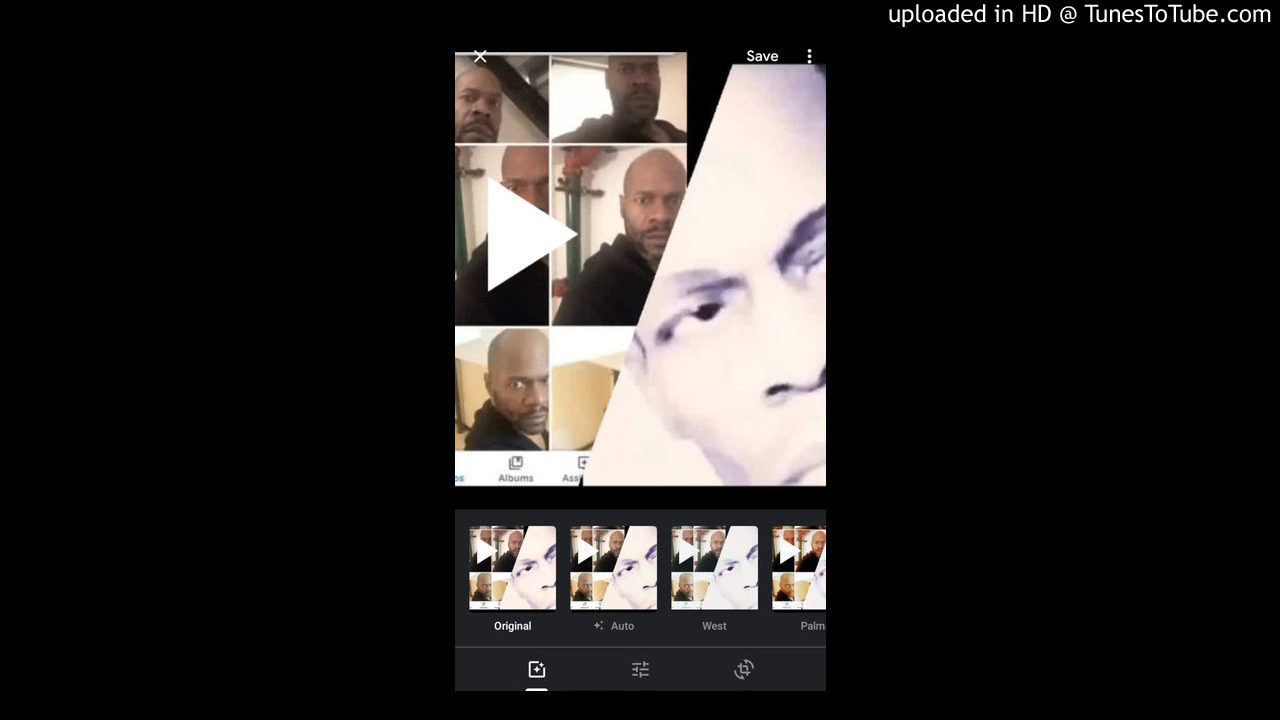 uploaded in HD @ TunesToTube.com
Save
Albums
Original
Auto
West